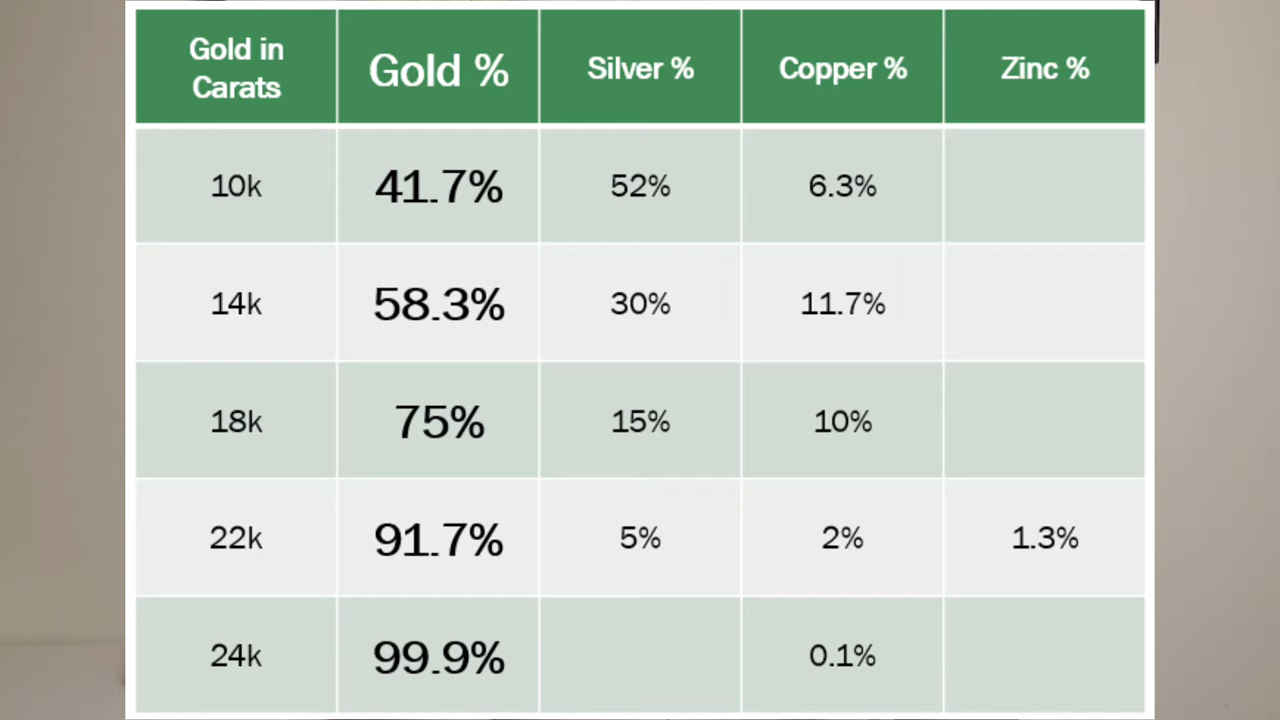 Gold in
Carats
Gold %
Silver %
Copper %
Zinc %
10k
41.7%
52%
6.3%
14k
58.3%
30%
11.7%
18k
75%
15%
10%
22k
91.7%
5%
2%
1.3%
24k
99.9%
0.1%